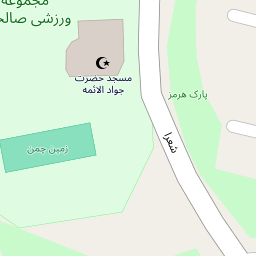 مجموعه
ورزشی صالح
مسجد حضرت
جواد الائمه
پارک هرمز
شعرا
زمین چمن